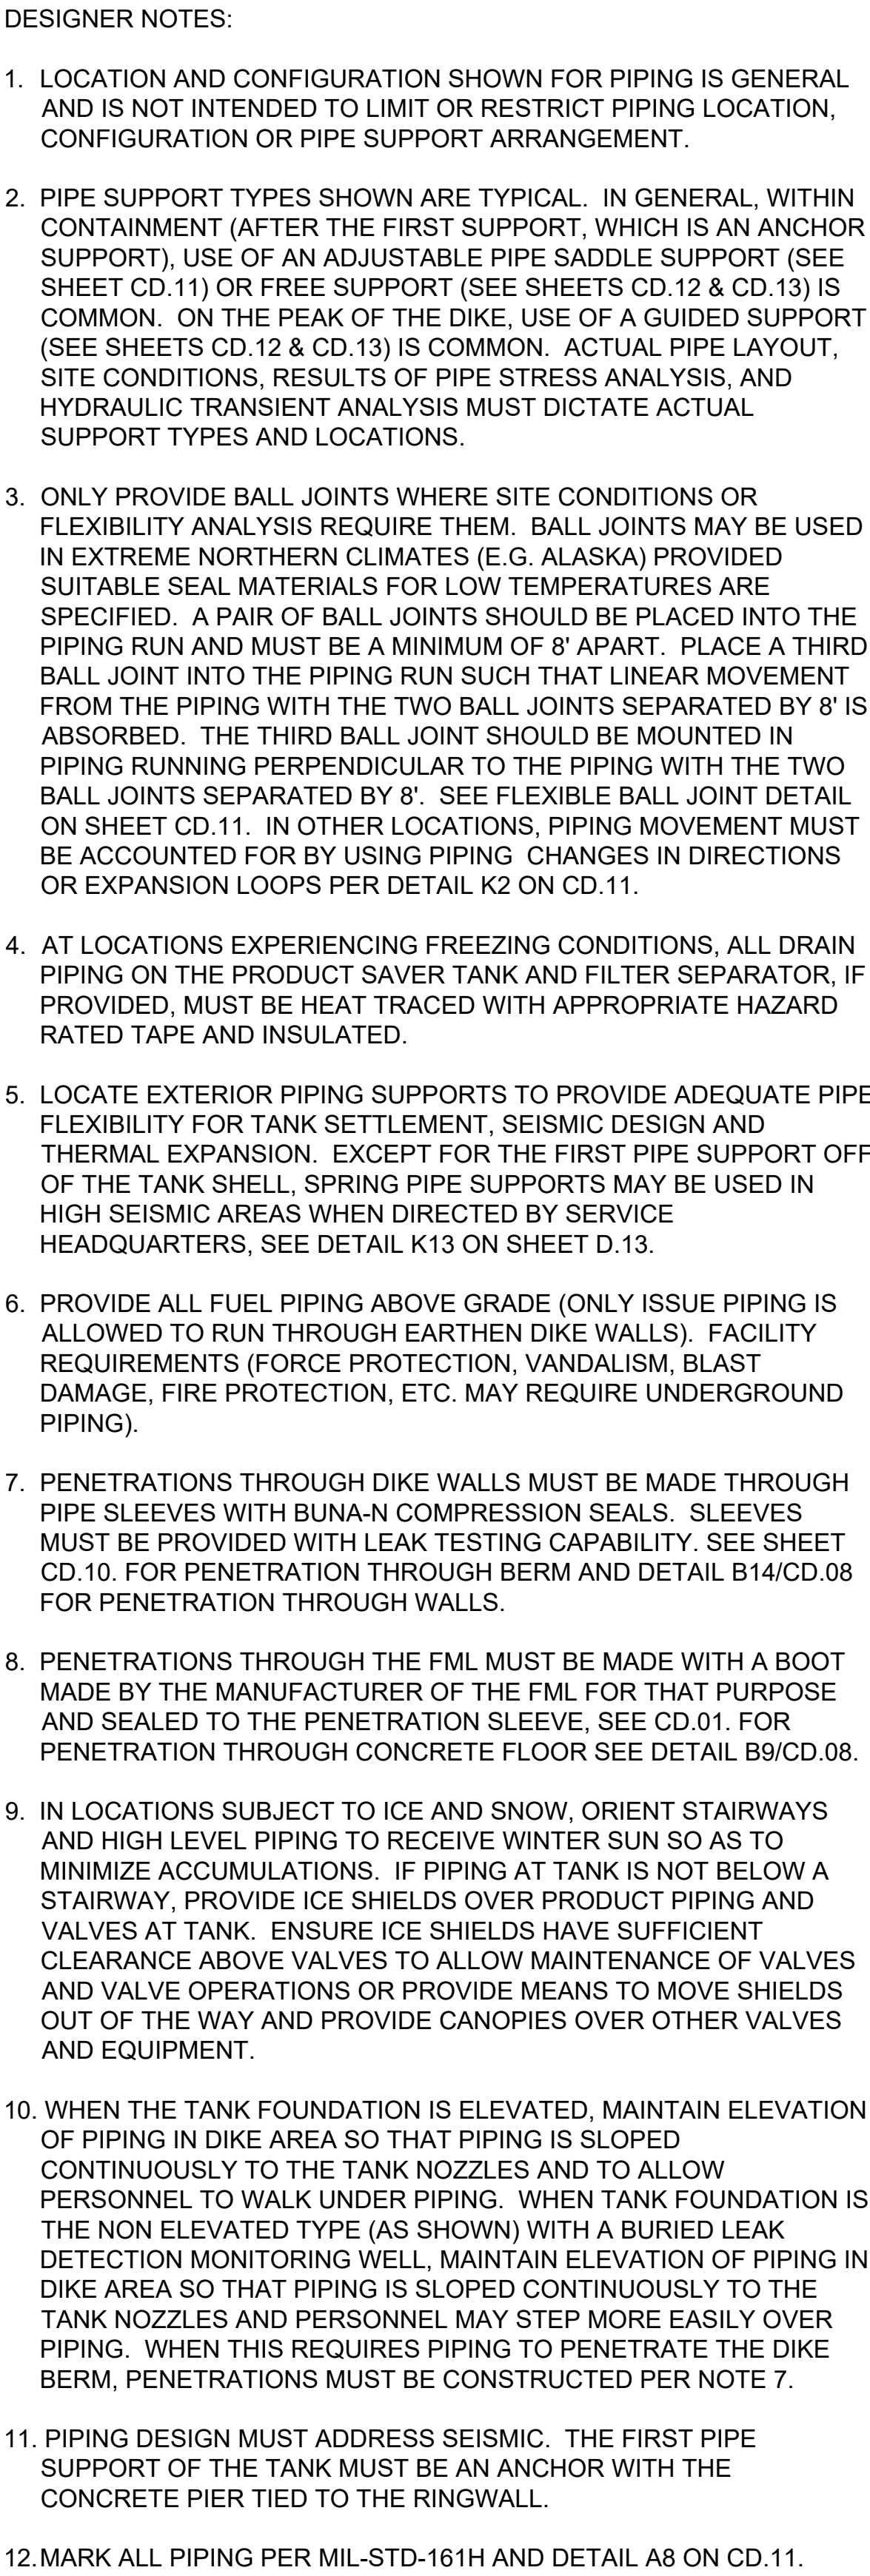 DESIGNER NOTES:
1. LOCATION AND CONFIGURATION SHOWN FOR PIPING IS GENERAL
AND IS NOT INTENDED TO LIMIT OR RESTRICT PIPING LOCATION,
CONFIGURATION OR PIPE SUPPORT ARRANGEMENT.
2. PIPE SUPPORT TYPES SHOWN ARE TYPICAL. IN GENERAL, WITHIN
CONTAINMENT (AFTER THE FIRST SUPPORT, WHICH IS AN ANCHOR
SUPPORT), USE OF AN ADJUSTABLE PIPE SADDLE SUPPORT (SEE
SHEET CD.11) OR FREE SUPPORT (SEE SHEETS CD.12 & CD.13) IS
COMMON. ON THE PEAK OF THE DIKE, USE OF A GUIDED SUPPORT
(SEE SHEETS CD.12 & CD.13) IS COMMON. ACTUAL PIPE LAYOUT,
SITE CONDITIONS, RESULTS OF PIPE STRESS ANALYSIS, AND
HYDRAULIC TRANSIENT ANALYSIS MUST DICTATE ACTUAL
SUPPORT TYPES AND LOCATIONS.
3. ONLY PROVIDE BALL JOINTS WHERE SITE CONDITIONS OR
FLEXIBILITY ANALYSIS REQUIRE THEM. BALL JOINTS MAY BE USED
IN EXTREME NORTHERN CLIMATES (E.G. ALASKA) PROVIDED
SUITABLE SEAL MATERIALS FOR LOW TEMPERATURES ARE
SPECIFIED. A PAIR OF BALL JOINTS SHOULD BE PLACED INTO THE
PIPING RUN AND MUST BE A MINIMUM OF 8' APART. PLACE A THIRD
BALL JOINT INTO THE PIPING RUN SUCH THAT LINEAR MOVEMENT
FROM THE PIPING WITH THE TWO BALL JOINTS SEPARATED BY 8' IS
ABSORBED. THE THIRD BALL JOINT SHOULD BE MOUNTED IN
PIPING RUNNING PERPENDICULAR TO THE PIPING WITH THE TWO
BALL JOINTS SEPARATED BY 8'. SEE FLEXIBLE BALL JOINT DETAIL
ON SHEET CD.11. IN OTHER LOCATIONS, PIPING MOVEMENT MUST
BE ACCOUNTED FOR BY USING PIPING CHANGES IN DIRECTIONS
OR EXPANSION LOOPS PER DETAIL K2 ON CD.11.
4. AT LOCATIONS EXPERIENCING FREEZING CONDITIONS, ALL DRAIN
PIPING ON THE PRODUCT SAVER TANK AND FILTER SEPARATOR, IF
PROVIDED, MUST BE HEAT TRACED WITH APPROPRIATE HAZARD
RATED TAPE AND INSULATED.
5. LOCATE EXTERIOR PIPING SUPPORTS TO PROVIDE ADEQUATE PIPE
FLEXIBILITY FOR TANK SETTLEMENT, SEISMIC DESIGN AND
THERMAL EXPANSION. EXCEPT FOR THE FIRST PIPE SUPPORT OFF
OF THE TANK SHELL, SPRING PIPE SUPPORTS MAY BE USED IN
HIGH SEISMIC AREAS WHEN DIRECTED BY SERVICE
HEADQUARTERS, SEE DETAIL K13 ON SHEET D.13.
6. PROVIDE ALL FUEL PIPING ABOVE GRADE (ONLY ISSUE PIPING IS
ALLOWED TO RUN THROUGH EARTHEN DIKE WALLS). FACILITY
REQUIREMENTS (FORCE PROTECTION, VANDALISM, BLAST
DAMAGE, FIRE PROTECTION, ETC. MAY REQUIRE UNDERGROUND
PIPING).
7. PENETRATIONS THROUGH DIKE WALLS MUST BE MADE THROUGH
PIPE SLEEVES WITH BUNA-N COMPRESSION SEALS. SLEEVES
MUST BE PROVIDED WITH LEAK TESTING CAPABILITY. SEE SHEET
CD.10. FOR PENETRATION THROUGH BERM AND DETAIL B14/CD.08
FOR PENETRATION THROUGH WALLS.
8. PENETRATIONS THROUGH THE FML MUST BE MADE WITH A BOOT
MADE BY THE MANUFACTURER OF THE FML FOR THAT PURPOSE
AND SEALED TO THE PENETRATION SLEEVE, SEE CD.01. FOR
PENETRATION THROUGH CONCRETE FLOOR SEE DETAIL B9/CD.08.
9. IN LOCATIONS SUBJECT TO ICE AND SNOW, ORIENT STAIRWAYS
AND HIGH LEVEL PIPING TO RECEIVE WINTER SUN SO AS TO
MINIMIZE ACCUMULATIONS. IF PIPING AT TANK IS NOT BELOW A
STAIRWAY, PROVIDE ICE SHIELDS OVER PRODUCT PIPING AND
VALVES AT TANK. ENSURE ICE SHIELDS HAVE SUFFICIENT
CLEARANCE ABOVE VALVES TO ALLOW MAINTENANCE OF VALVES
AND VALVE OPERATIONS OR PROVIDE MEANS TO MOVE SHIELDS
OUT OF THE WAY AND PROVIDE CANOPIES OVER OTHER VALVES
AND EQUIPMENT.
10. WHEN THE TANK FOUNDATION IS ELEVATED, MAINTAIN ELEVATION
OF PIPING IN DIKE AREA SO THAT PIPING IS SLOPED
CONTINUOUSLY TO THE TANK NOZZLES AND TO ALLOW
PERSONNEL TO WALK UNDER PIPING. WHEN TANK FOUNDATION IS
THE NON ELEVATED TYPE (AS SHOWN) WITH A BURIED LEAK
DETECTION MONITORING WELL, MAINTAIN ELEVATION OF PIPING IN
DIKE AREA SO THAT PIPING IS SLOPED CONTINUOUSLY TO THE
TANK NOZZLES AND PERSONNEL MAY STEP MORE EASILY OVER
PIPING. WHEN THIS REQUIRES PIPING TO PENETRATE THE DIKE
BERM, PENETRATIONS MUST BE CONSTRUCTED PER NOTE 7.
11. PIPING DESIGN MUST ADDRESS SEISMIC. THE FIRST PIPE
SUPPORT OF THE TANK MUST BE AN ANCHOR WITH THE
CONCRETE PIER TIED TO THE RINGWALL.
12. MARK ALL PIPING PER MIL-STD-161H AND DETAIL A8 ON CD.11.